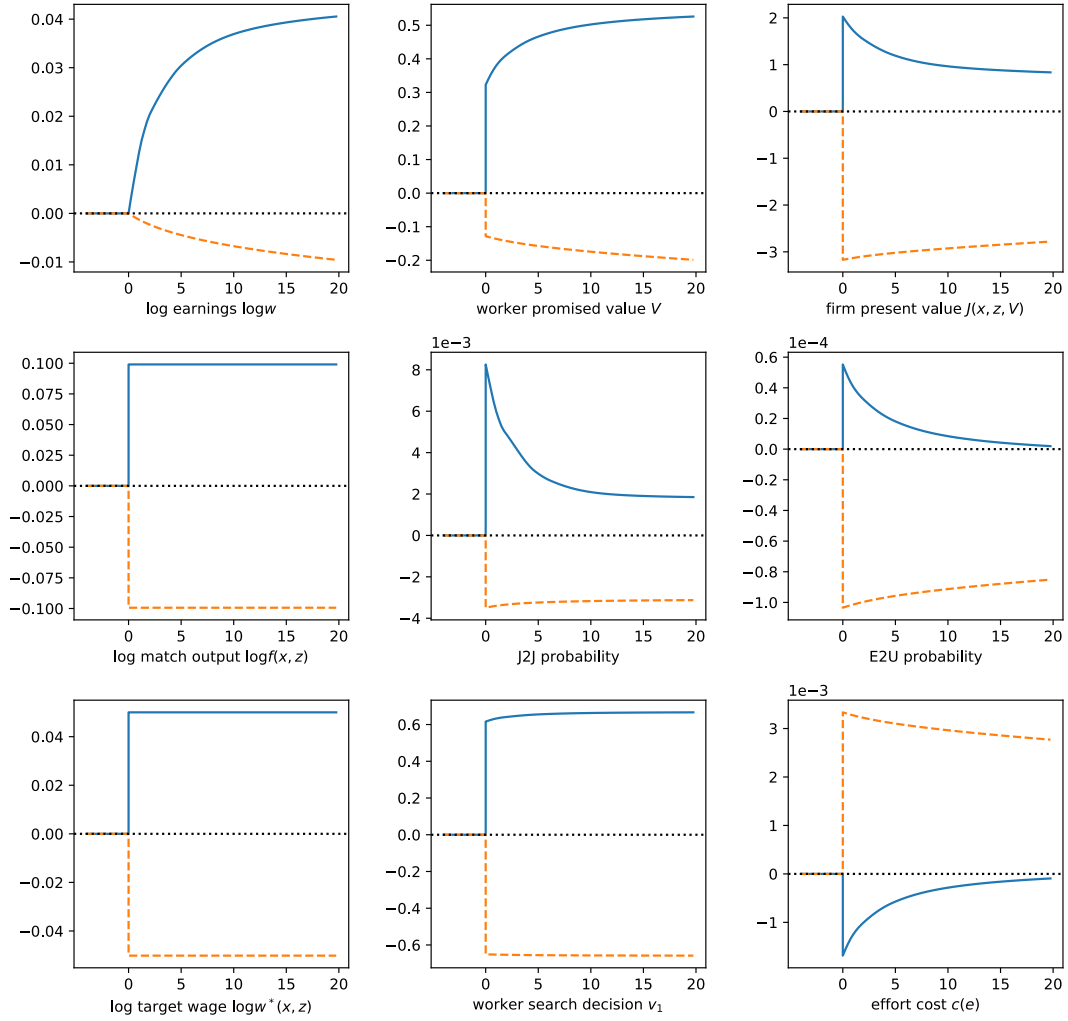 0.04
0.03
0.02
0.01
0.00
−0.01
0 5 10 15 20
log earnings logw
0.5
0.4
0.3
0.2
0.1
0.0
−0.1
−0.2
0 5 10 15 20
worker promised value V
2
1
0
−1
−2
−3
0 5 10 15 20
firm present value J(x, z, V)
0.100
0.075
0.050
0.025
0.000
−0.025
−0.050
−0.075
−0.100
0 5 10 15 20
log match output logf(x, z)
1e−3
8
6
4
2
0
−2
−4
0 5 10 15 20
J2J probability
1e−4
0.6
0.4
0.2
0.0
−0.2
−0.4
−0.6
−0.8
−1.0
0 5 10 15 20
E2U probability
0.04
0.02
0.00
−0.02
−0.04
0 5 10 15 20
log target wage logw*(x, z)
0.6
0.4
0.2
0.0
−0.2
−0.4
−0.6
0 5 10 15 20
worker search decision v₁
1e−3
3
2
1
0
−1
0 5 10 15 20
effort cost c(e)